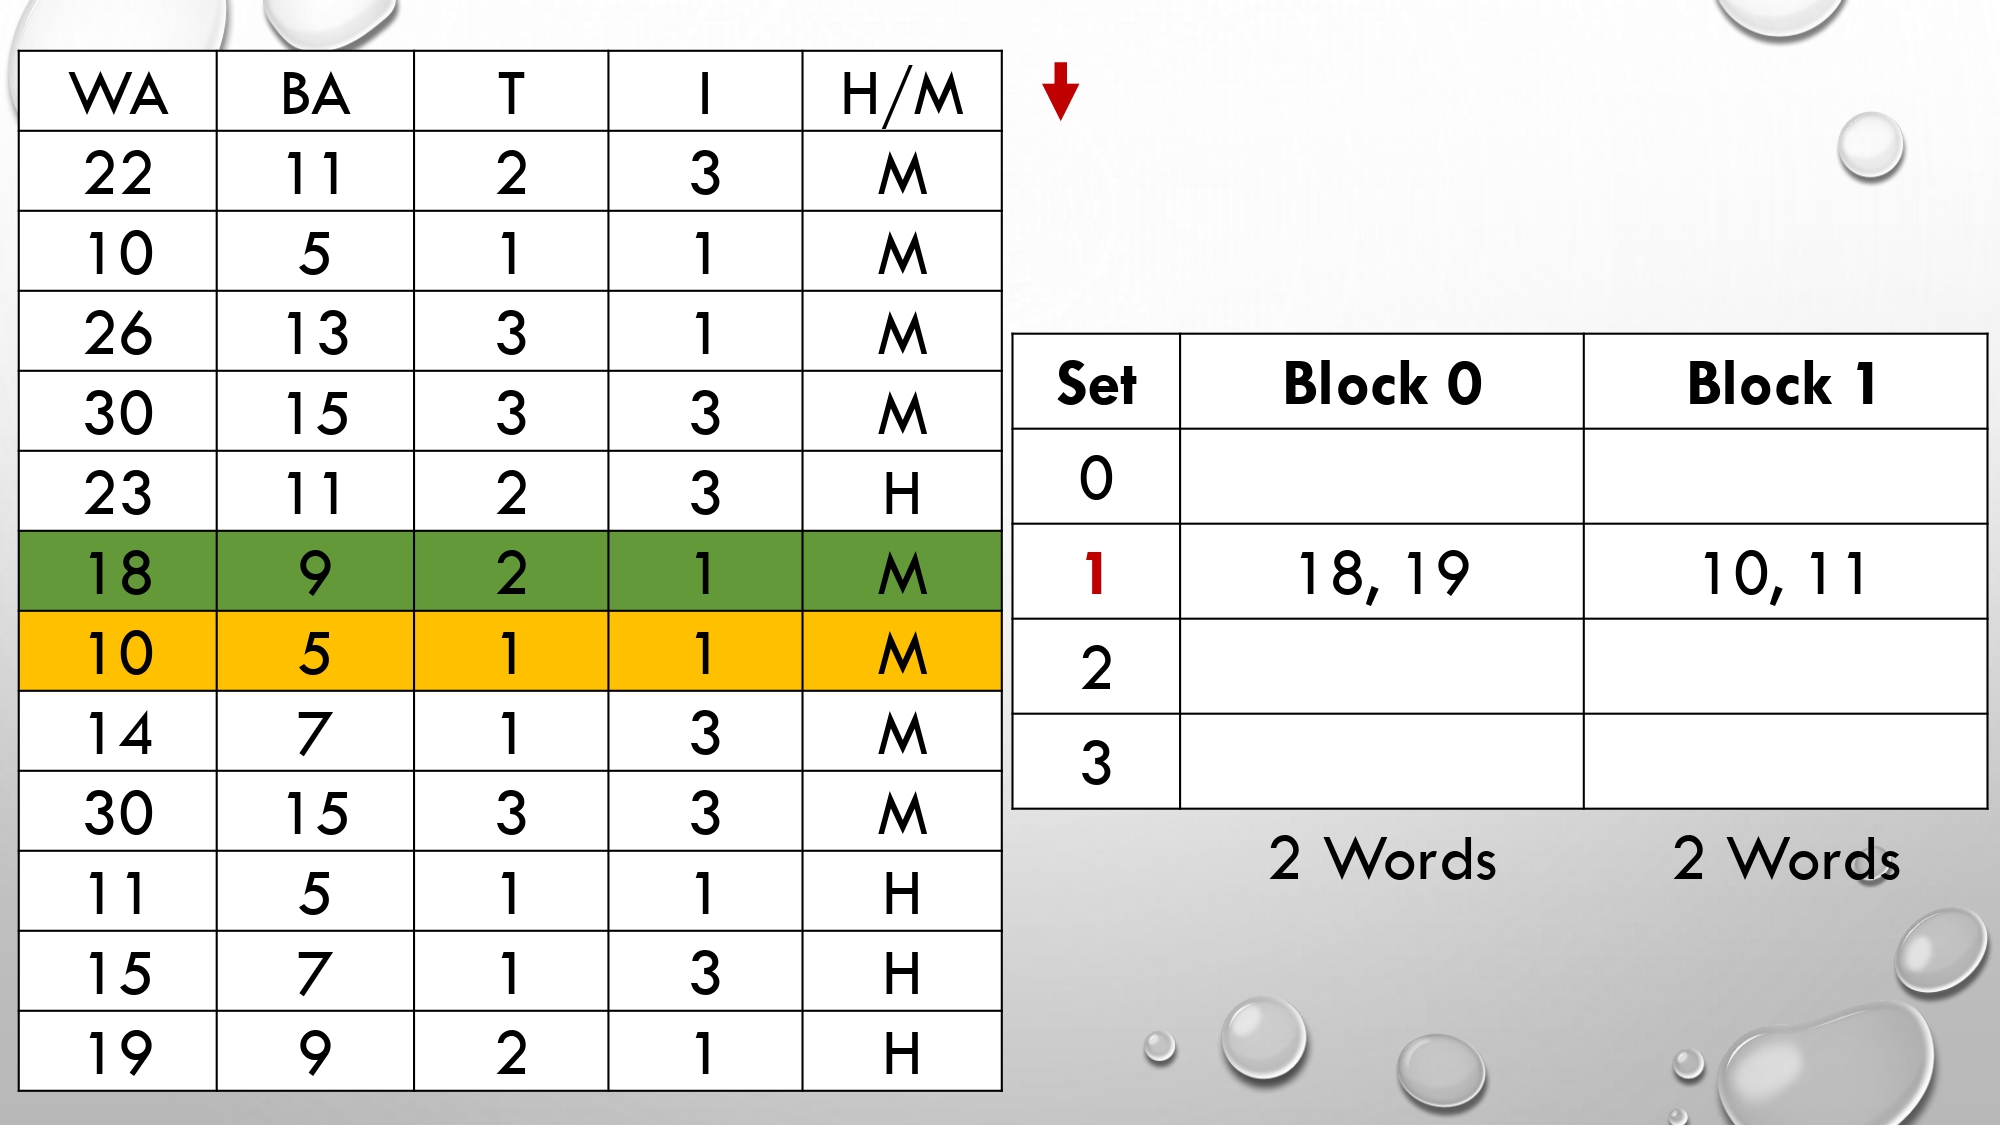 WA BA T I H/M
22 11 2 3 M
10 5 1 1 M
26 13 3 1 M
30 15 3 3 M
23 11 2 3 H
18 9 2 1 M
10 5 1 1 M
14 7 1 3 M
30 15 3 3 M
11 5 1 1 H
15 7 1 3 H
19 9 2 1 H
Set Block 0 Block 1
0
1 18, 19 10, 11
2
3
2 Words 2 Words